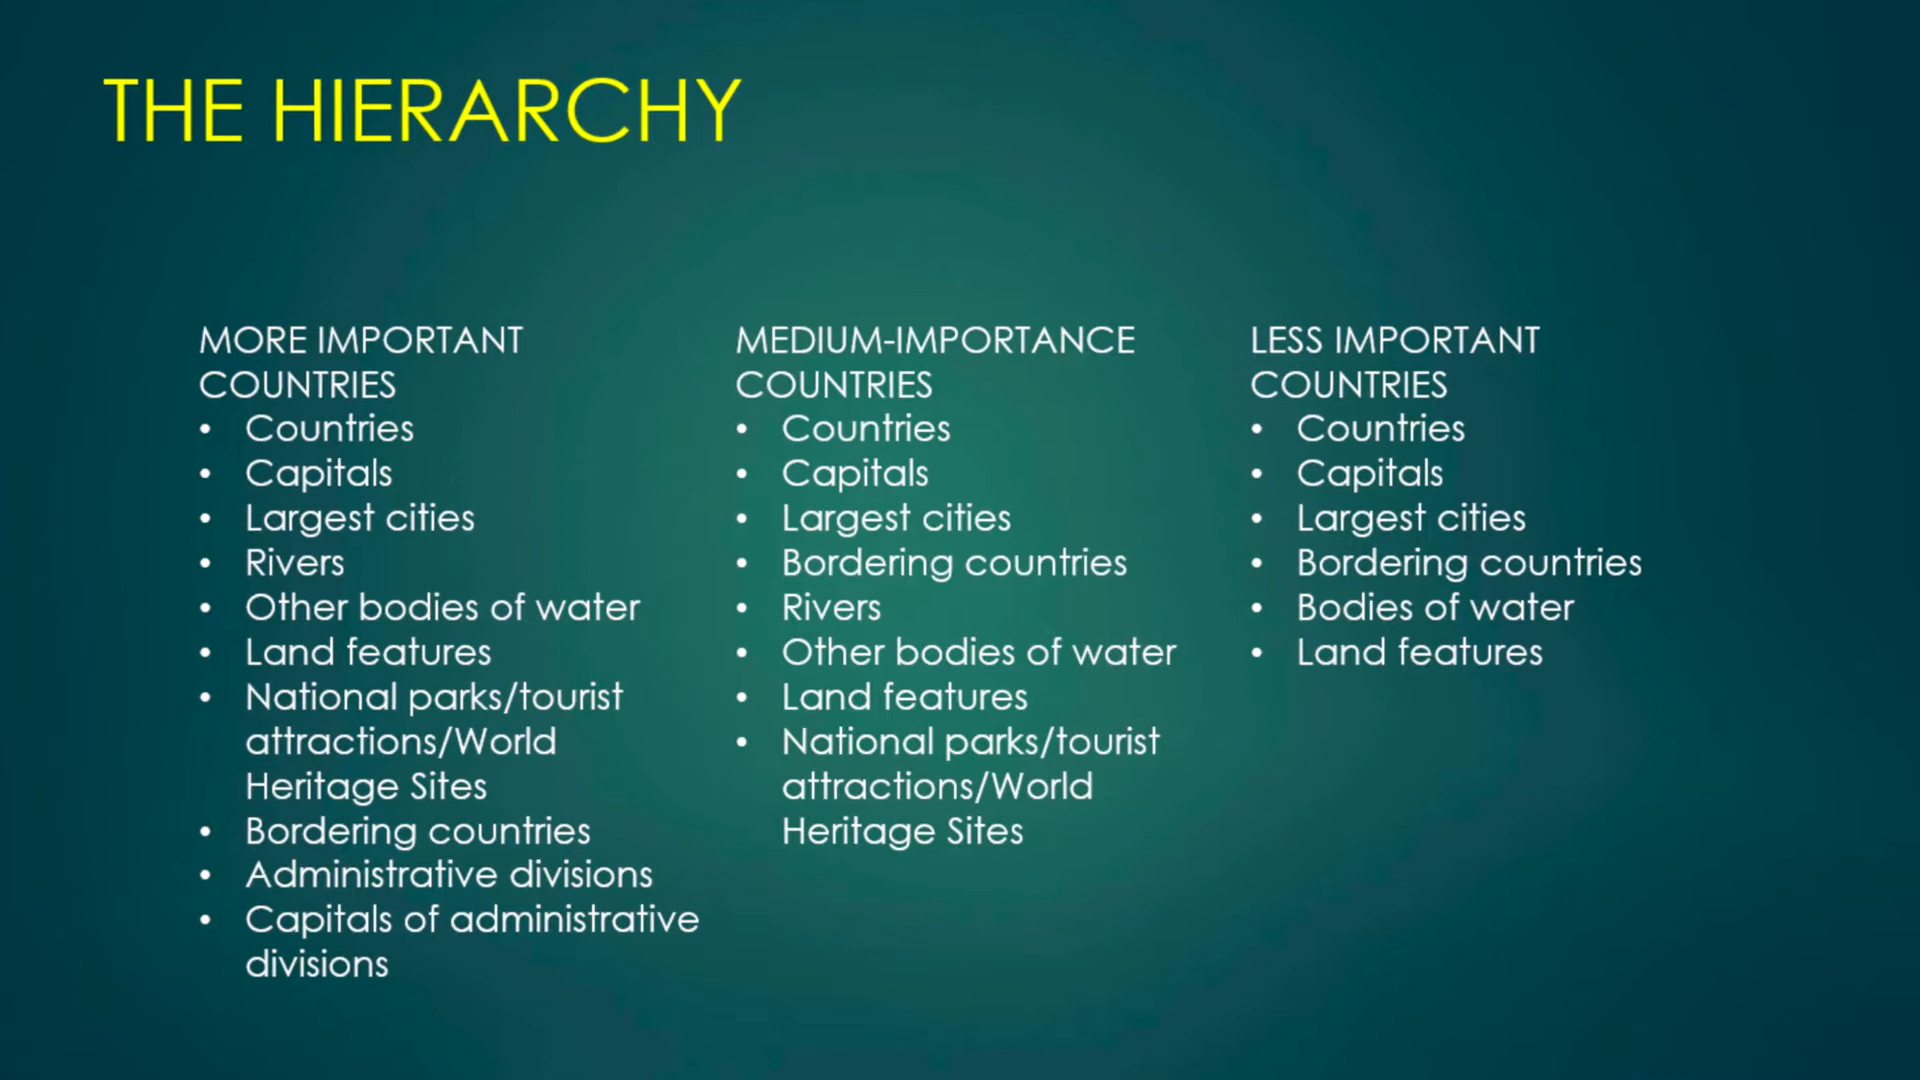 THE HIERARCHY
MORE IMPORTANT
COUNTRIES
• Countries
• Capitals
• Largest cities
• Rivers
• Other bodies of water
• Land features
• National parks/tourist
attractions/World
Heritage Sites
• Bordering countries
• Administrative divisions
• Capitals of administrative
divisions
MEDIUM-IMPORTANCE
COUNTRIES
• Countries
• Capitals
• Largest cities
• Bordering countries
• Rivers
• Other bodies of water
• Land features
• National parks/tourist
attractions/World
Heritage Sites
LESS IMPORTANT
COUNTRIES
• Countries
• Capitals
• Largest cities
• Bordering countries
• Bodies of water
• Land features